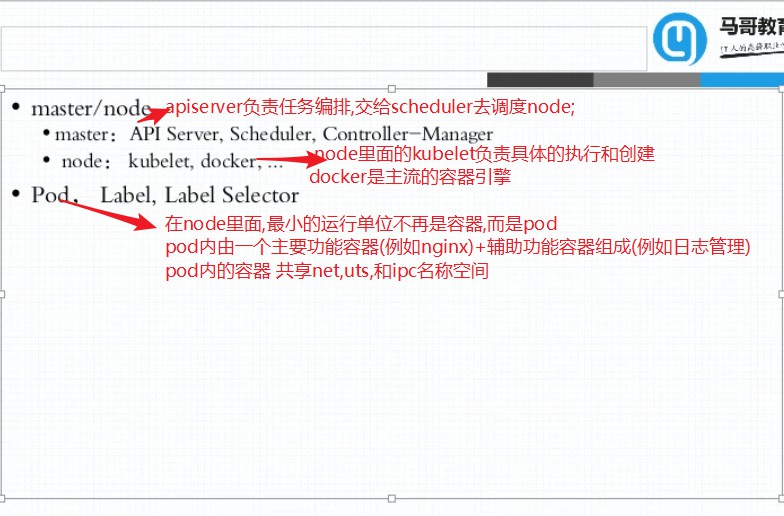 马哥教育
IT人的高薪职业
master/node apiserver负责任务编排,交给scheduler去调度node;
master：API Server, Scheduler, Controller-Manager
node： kubelet, docker, ... node里面的kubelet负责具体的执行和创建
docker是主流的容器引擎
Pod， Label, Label Selector
在node里面,最小的运行单位不再是容器,而是pod
pod内由一个主要功能容器(例如nginx)+辅助功能容器组成(例如日志管理)
pod内的容器 共享net,uts,和ipc名称空间